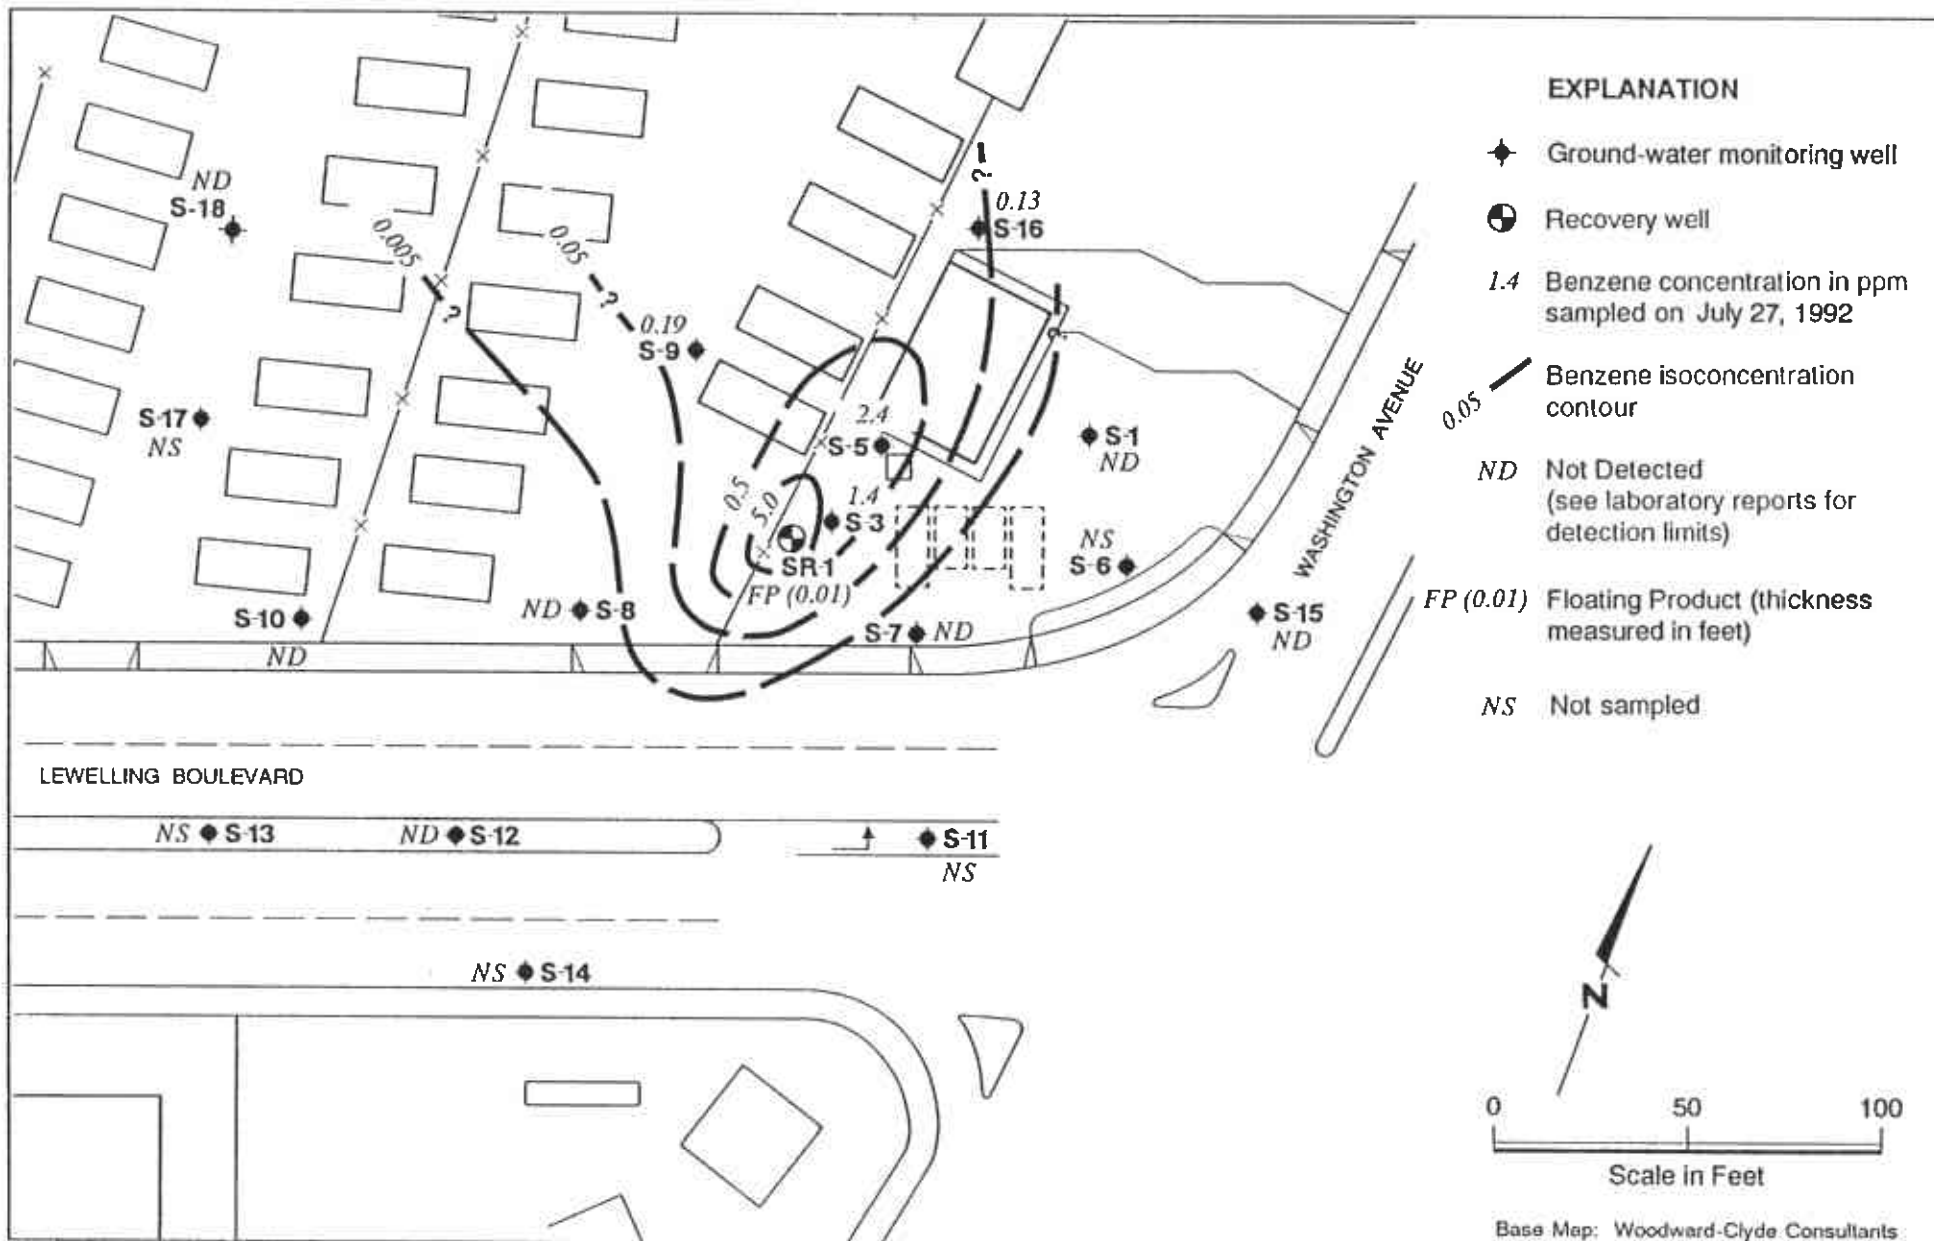 EXPLANATION
Ground-water monitoring well
Recovery well
1.4 Benzene concentration in ppm
sampled on July 27, 1992
0.05 Benzene isoconcentration
contour
ND Not Detected
(see laboratory reports for
detection limits)
FP (0.01) Floating Product (thickness
measured in feet)
NS Not sampled
ND
S-18
0.005
?
0.05
?
0.19
S-9
?
0.13
S-16
?
S-17
NS
2.4
S-5
S-1
ND
0.5
5.0
1.4
S-3
SR-1
FP (0.01)
NS
S-6
WASHINGTON AVENUE
S-10
ND
ND S-8
S-7 ND
S-15
ND
LEWELLING BOULEVARD
NS S-13
ND S-12
S-11
NS
NS S-14
N
0 50 100
Scale in Feet
Base Map: Woodward-Clyde Consultants